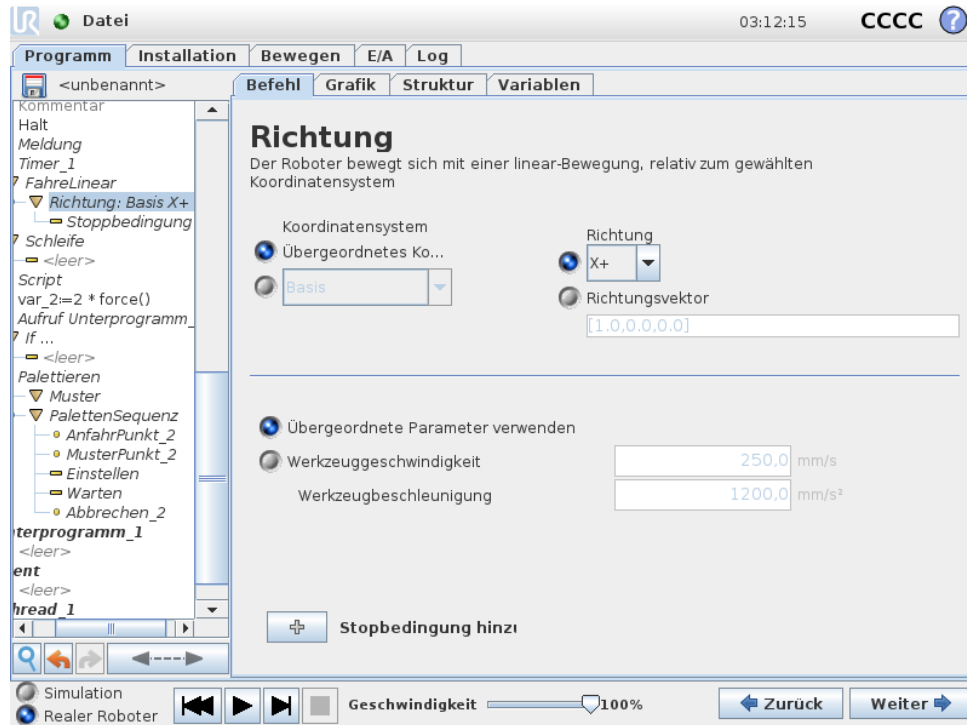 UR Datei 03:12:15 CCCC ?
Programm Installation Bewegen E/A Log
<unbenannt>
Befehl Grafik Struktur Variablen
Kommentar
Halt
Meldung
Timer_1
FahreLinear
Richtung: Basis X+
Stoppbedingung
Schleife
<leer>
Script
var_2:=2 * force()
Aufruf Unterprogramm_
If ...
<leer>
Palettieren
Muster
PalettenSequenz
AnfahrPunkt_2
MusterPunkt_2
Einstellen
Warten
Abbrechen_2
nterprogramm_1
<leer>
ent
<leer>
hread_1
Richtung
Der Roboter bewegt sich mit einer linear-Bewegung, relativ zum gewählten
Koordinatensystem
Koordinatensystem
Übergeordnetes Ko...
Basis
Richtung
X+
Richtungsvektor
[1.0,0.0,0.0]
Übergeordnete Parameter verwenden
Werkzeuggeschwindigkeit 250,0 mm/s
Werkzeugbeschleunigung 1200,0 mm/s²
Stopbedingung hinzu
Simulation
Realer Roboter
Geschwindigkeit 100%
Zurück Weiter